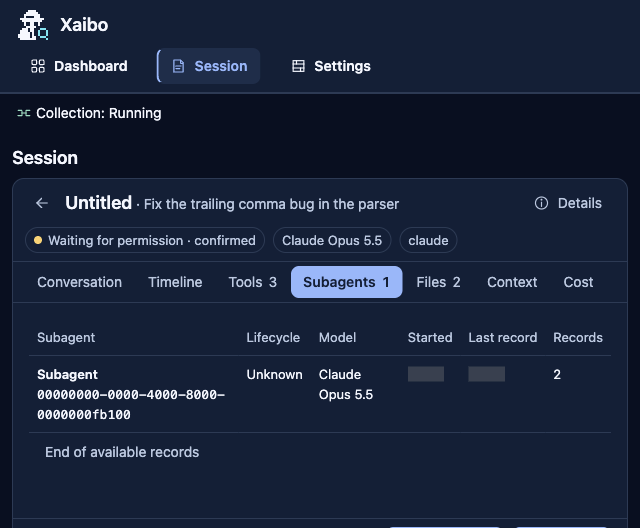 Xaibo
Dashboard Session Settings
Collection: Running
Session
Untitled · Fix the trailing comma bug in the parser Details
Waiting for permission · confirmed Claude Opus 5.5 claude
Conversation Timeline Tools 3 Subagents 1 Files 2 Context Cost
Subagent Lifecycle Model Started Last record Records
Subagent Unknown Claude 2
00000000-0000-4000-8000- Opus 5.5
0000000fb100
End of available records